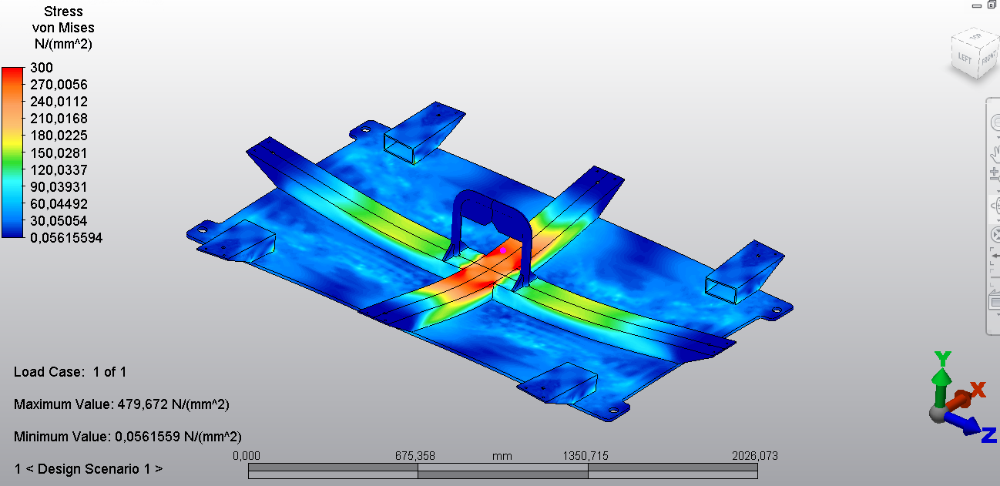 Stress
von Mises
N/(mm^2)
300
270,0056
240,0112
210,0168
180,0225
150,0281
120,0337
90,03931
60,04492
30,05054
0,05615594
TOP
LEFT
FRONT
Load Case: 1 of 1
Maximum Value: 479,672 N/(mm^2)
Minimum Value: 0,0561559 N/(mm^2)
1 < Design Scenario 1 >
0,000 675,358 mm 1350,715 2026,073
Y
X
Z